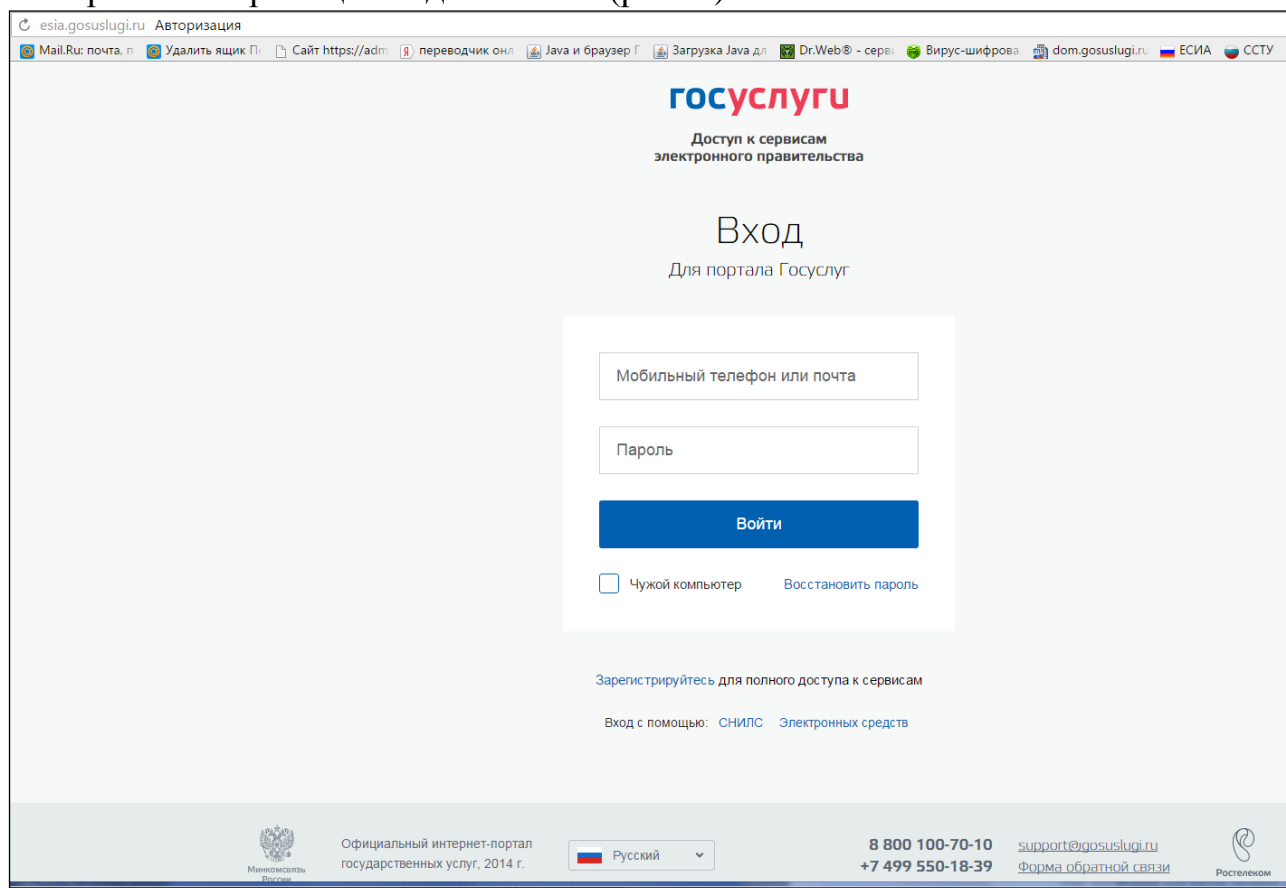 esia.gosuslugi.ru Авторизация
Mail.Ru: почта, п Удалить ящик П Сайт https://adm переводчик онл Java и браузер Загрузка Java дл Dr.Web® - серв Вирус-шифрова. dom.gosuslugi.ru ЕСИА ССТУ
госуслуги
Доступ к сервисам
электронного правительства
Вход
Для портала Госуслуг
Мобильный телефон или почта
Пароль
Войти
Чужой компьютер Восстановить пароль
Зарегистрируйтесь для полного доступа к сервисам
Вход с помощью: СНИЛС Электронных средств
Минкомсвязь
России
Официальный интернет-портал
государственных услуг, 2014 г.
Русский
8 800 100-70-10
+7 499 550-18-39
support@gosuslugi.ru
Форма обратной связи
Ростелеком